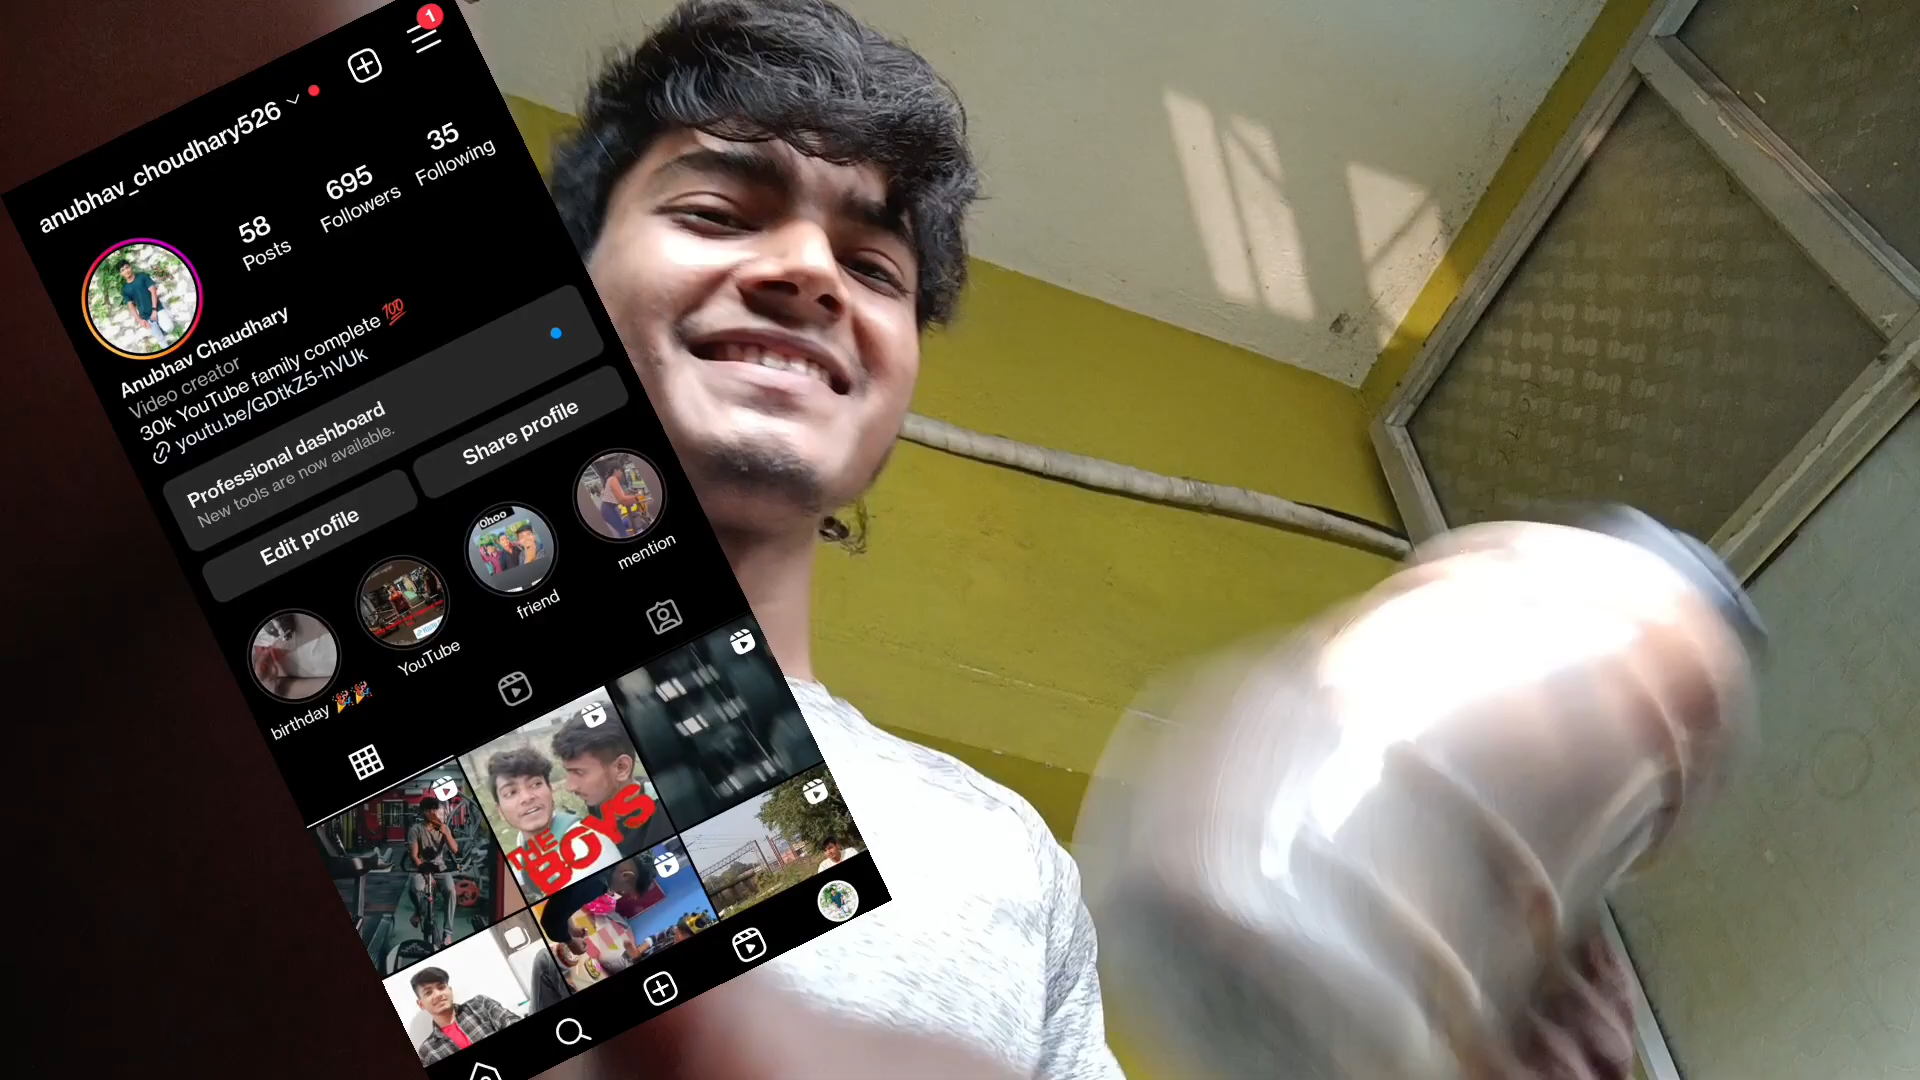 1
anubhav_choudhary526
58
Posts
695
Followers
35
Following
Anubhav Chaudhary
Video creator
30k YouTube family complete 💯
youtu.be/GDtkZ5-hVUk
Professional dashboard
New tools are now available.
Edit profile
Share profile
birthday 🎉🎉
YouTube
Ohoo
friend
mention
THE
BOYS